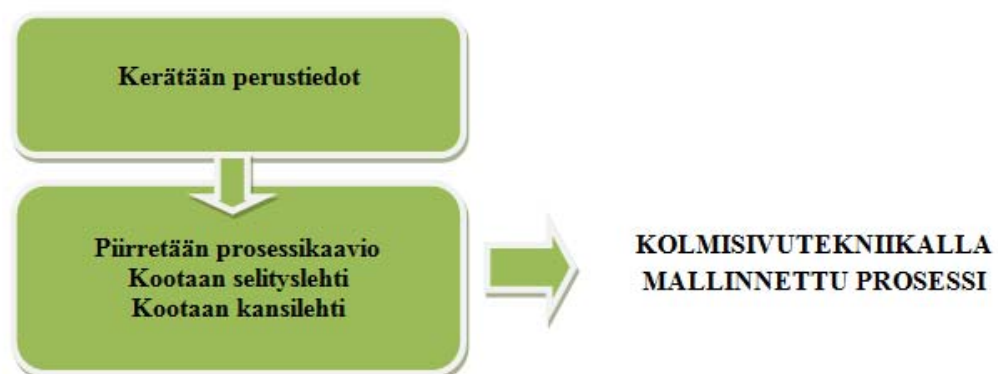 Kerätään perustiedot
Piirretään prosessikaavio
Kootaan selityslehti
Kootaan kansilehti
KOLMISIVUTEKNIIKALLA
MALLINNETTU PROSESSI